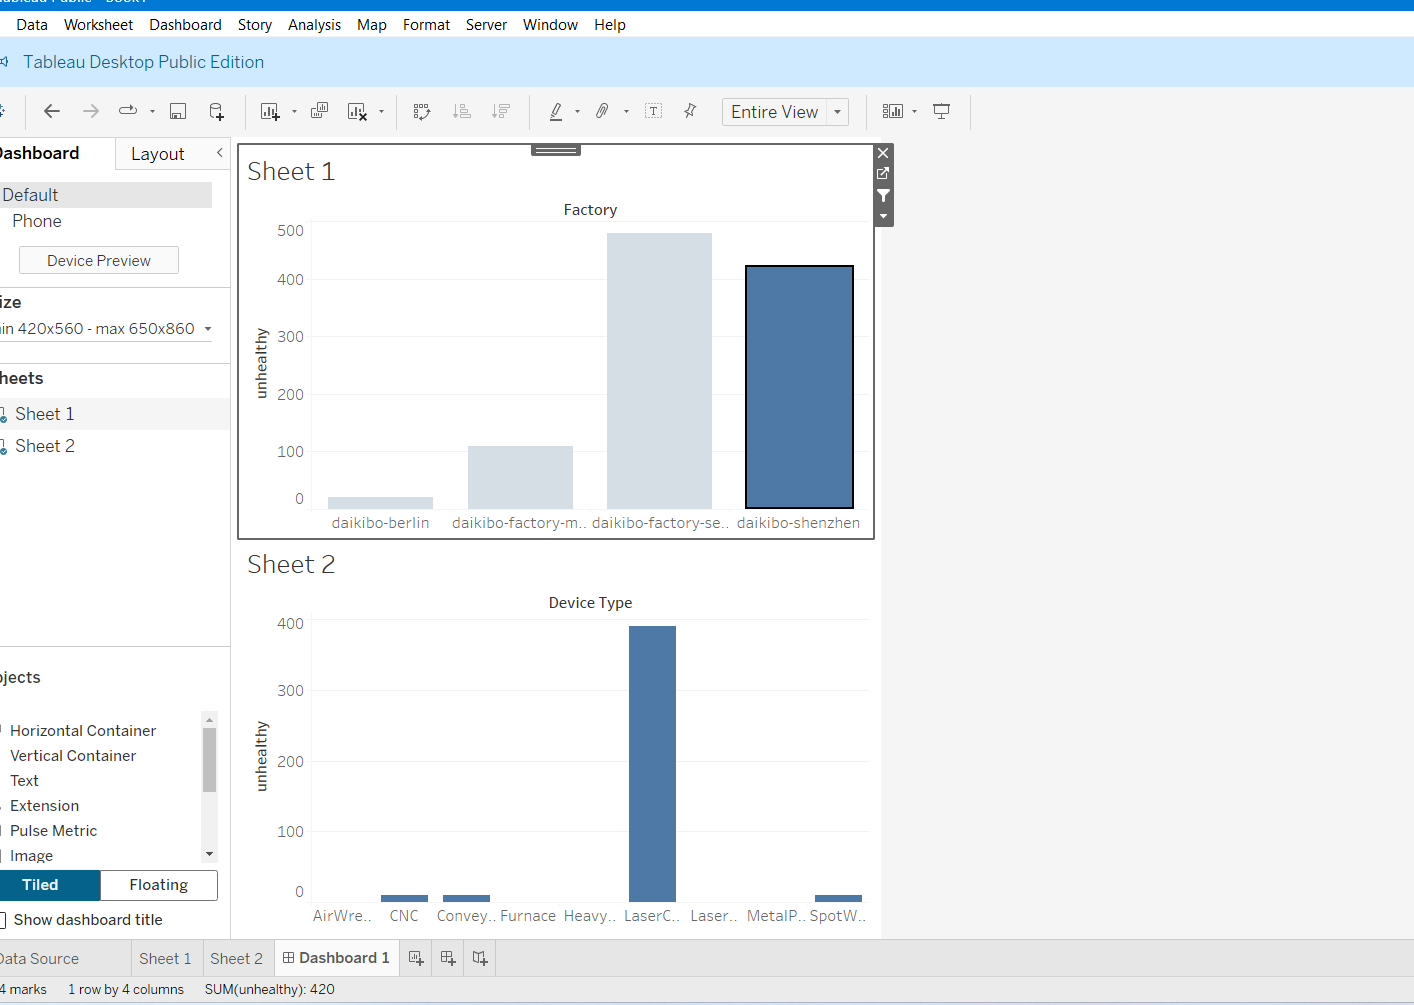 Data Worksheet Dashboard Story Analysis Map Format Server Window Help
Tableau Desktop Public Edition
Entire View
Dashboard Layout
Default
Phone
Device Preview
ize
in 420x560 - max 650x860
heets
Sheet 1
Sheet 2
jects
Horizontal Container
Vertical Container
Text
Extension
Pulse Metric
Image
Tiled Floating
Show dashboard title
Sheet 1
Factory
500
400
300
200
100
0
unhealthy
daikibo-berlin daikibo-factory-m.. daikibo-factory-se.. daikibo-shenzhen
Sheet 2
Device Type
400
300
200
100
0
unhealthy
AirWre.. CNC Convey.. Furnace Heavy.. LaserC.. Laser.. MetalP.. SpotW..
Data Source Sheet 1 Sheet 2 Dashboard 1
4 marks 1 row by 4 columns SUM(unhealthy): 420